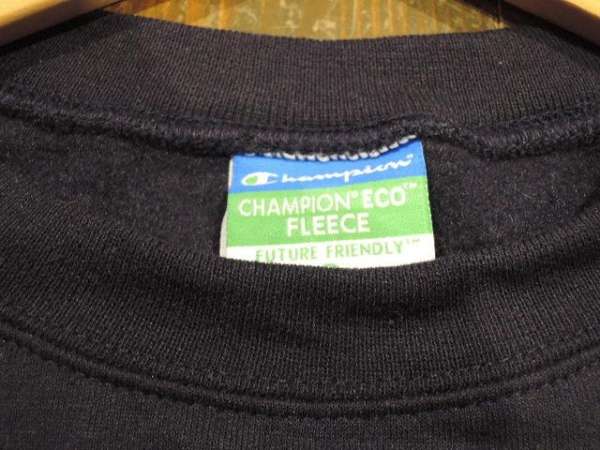 Champion
CHAMPION® ECO™
FLEECE
FUTURE FRIENDLY™